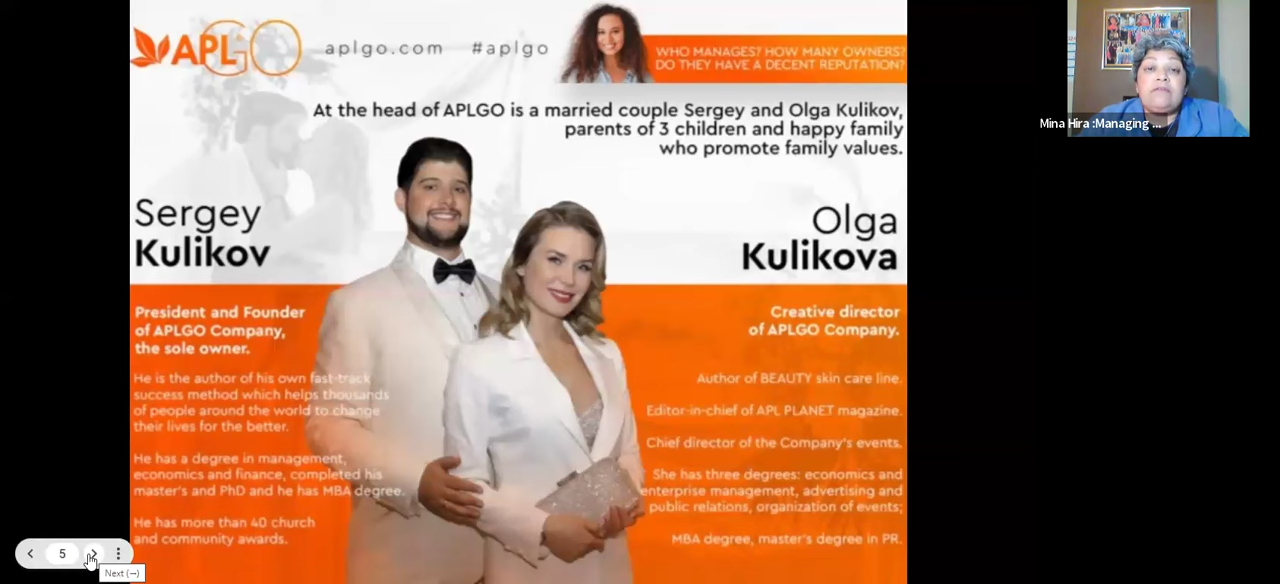 APLGO
aplgo.com #aplgo
WHO MANAGES? HOW MANY OWNERS?
DO THEY HAVE A DECENT REPUTATION?
At the head of APLGO is a married couple Sergey and Olga Kulikov,
parents of 3 children and happy family
who promote family values.
Sergey
Kulikov
Olga
Kulikova
President and Founder
of APLGO Company,
the sole owner.
He is the author of his own fast-track
success method which helps thousands
of people around the world to change
their lives for the better.
He has a degree in management,
economics and finance, completed his
master's and PhD and he has MBA degree.
He has more than 40 church
and community awards.
Creative director
of APLGO Company.
Author of BEAUTY skin care line.
Editor-in-chief of APL PLANET magazine.
Chief director of the Company's events.
She has three degrees: economics and
enterprise management, advertising and
public relations, organization of events;
MBA degree, master's degree in PR.
Mina Hira :Managing ...
5
Next (→)